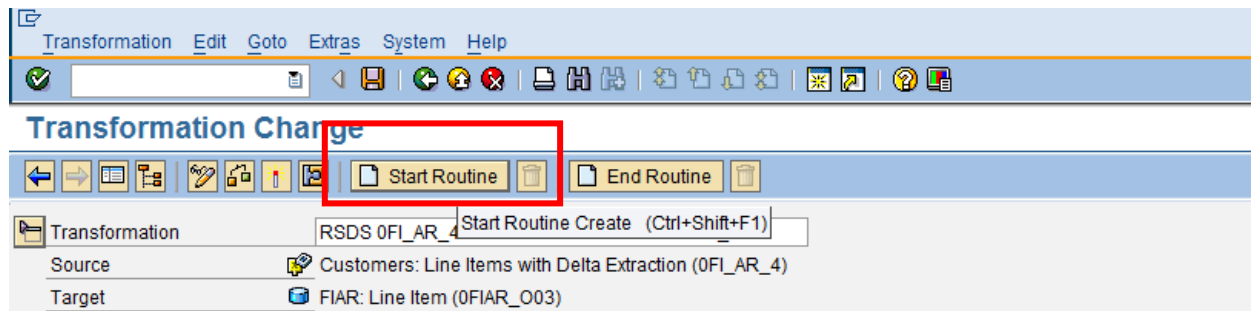 Transformation Edit Goto Extras System Help
Transformation Change
Start Routine End Routine
Transformation RSDS 0FI_AR_4
Start Routine Create (Ctrl+Shift+F1)
Source Customers: Line Items with Delta Extraction (0FI_AR_4)
Target FIAR: Line Item (0FIAR_O03)